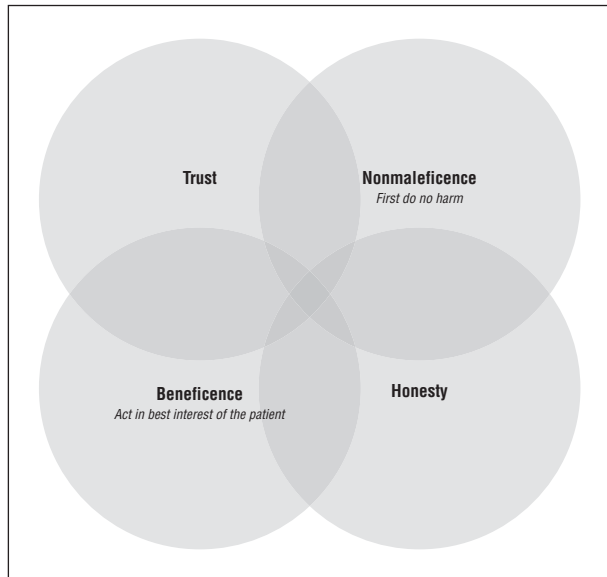 Trust
Nonmaleficence
First do no harm
Beneficence
Act in best interest of the patient
Honesty